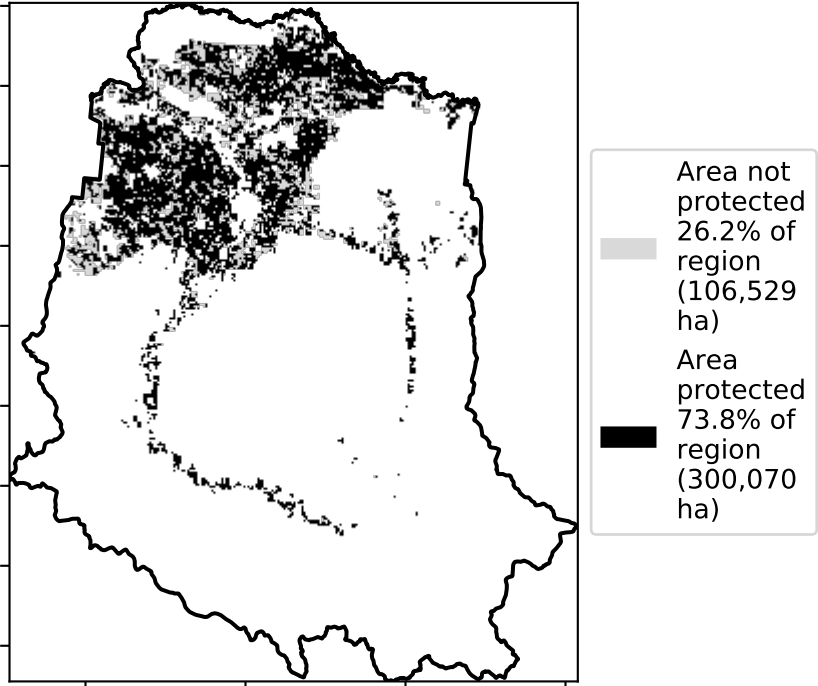 Area not
protected
26.2% of
region
(106,529
ha)
Area
protected
73.8% of
region
(300,070
ha)